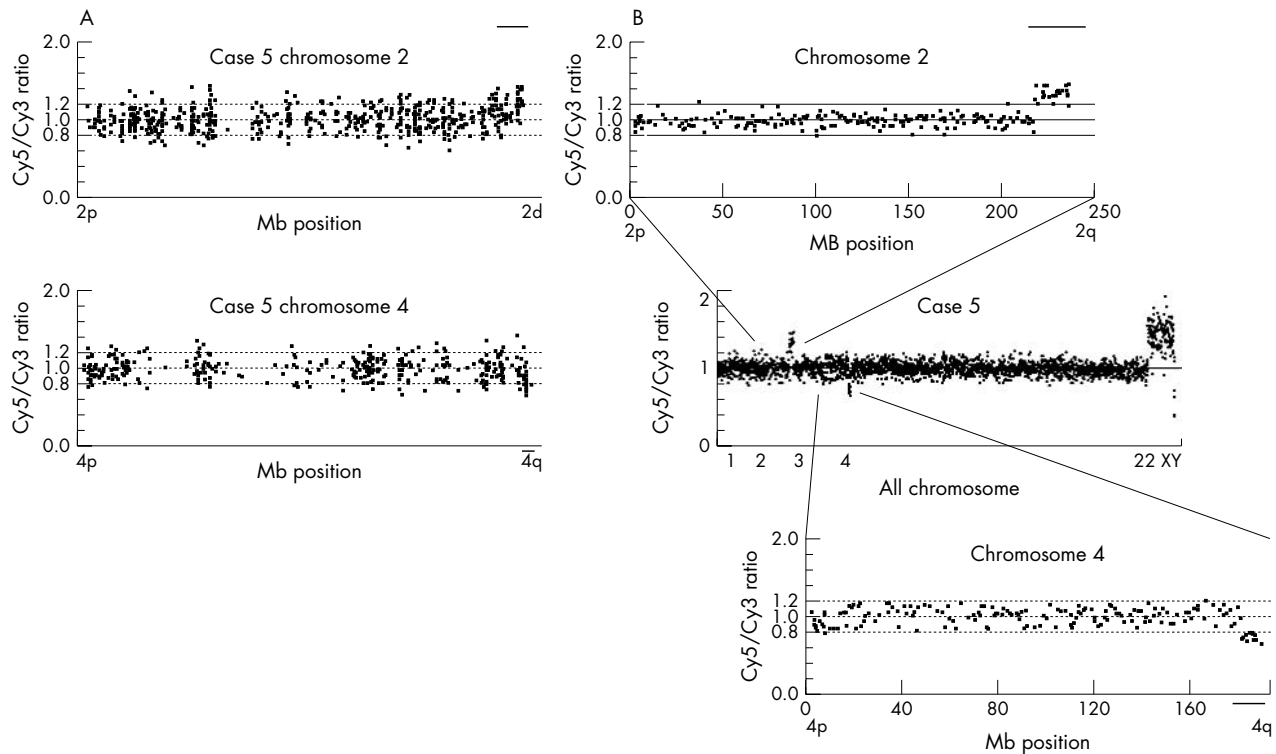 A
Case 5 chromosome 2
Cy5/Cy3 ratio
2.0
1.2
1.0
0.8
0.0
2p
2d
Mb position
Case 5 chromosome 4
Cy5/Cy3 ratio
2.0
1.2
1.0
0.8
0.0
4p
4q
Mb position
B
Chromosome 2
Cy5/Cy3 ratio
2.0
1.2
1.0
0.8
0.0
0 50 100 150 200 250
2p
2q
MB position
Case 5
Cy5/Cy3 ratio
2
1
0
1 2 3 4 22 XY
All chromosome
Chromosome 4
Cy5/Cy3 ratio
2.0
1.2
1.0
0.8
0.0
0 40 80 120 160
4p
4q
Mb position